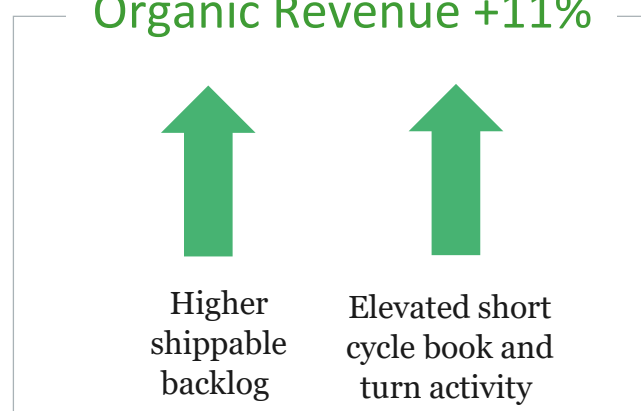 Organic Revenue +11%
Higher
shippable
backlog
Elevated short
cycle book and
turn activity